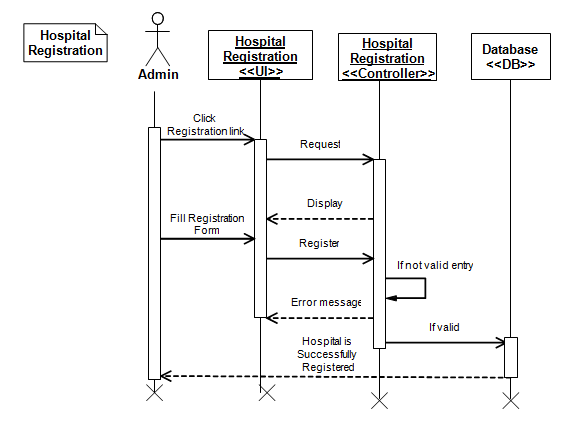 Hospital
Registration
Admin
Hospital
Registration
<<UI>>
Hospital
Registration
<<Controller>>
Database
<<DB>>
Click
Registration link
Request
Display
Fill Registration
Form
Register
If not valid entry
Error message
If valid
Hospital is
Successfully
Registered